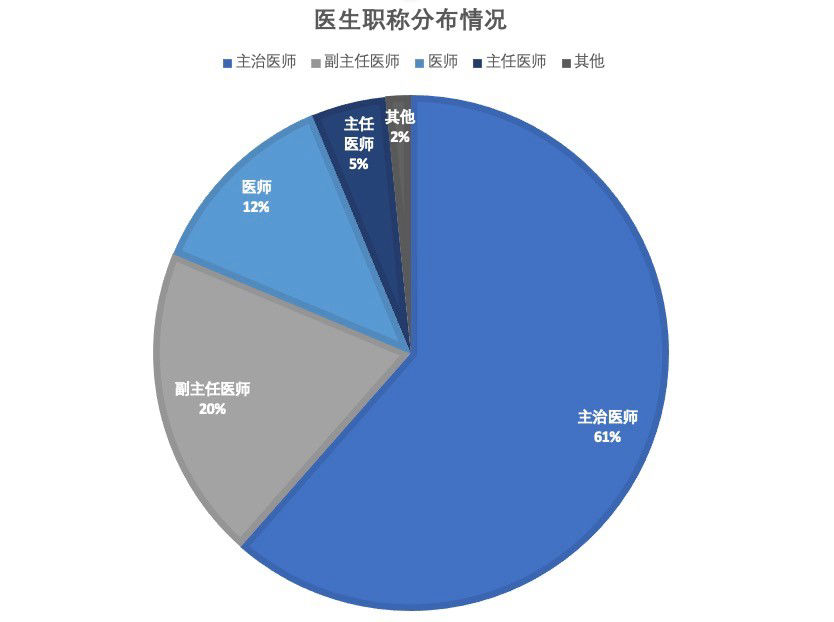 医生职称分布情况
主治医师 副主任医师 医师 主任医师 其他
其他
2%
主任
医师
5%
医师
12%
副主任医师
20%
主治医师
61%